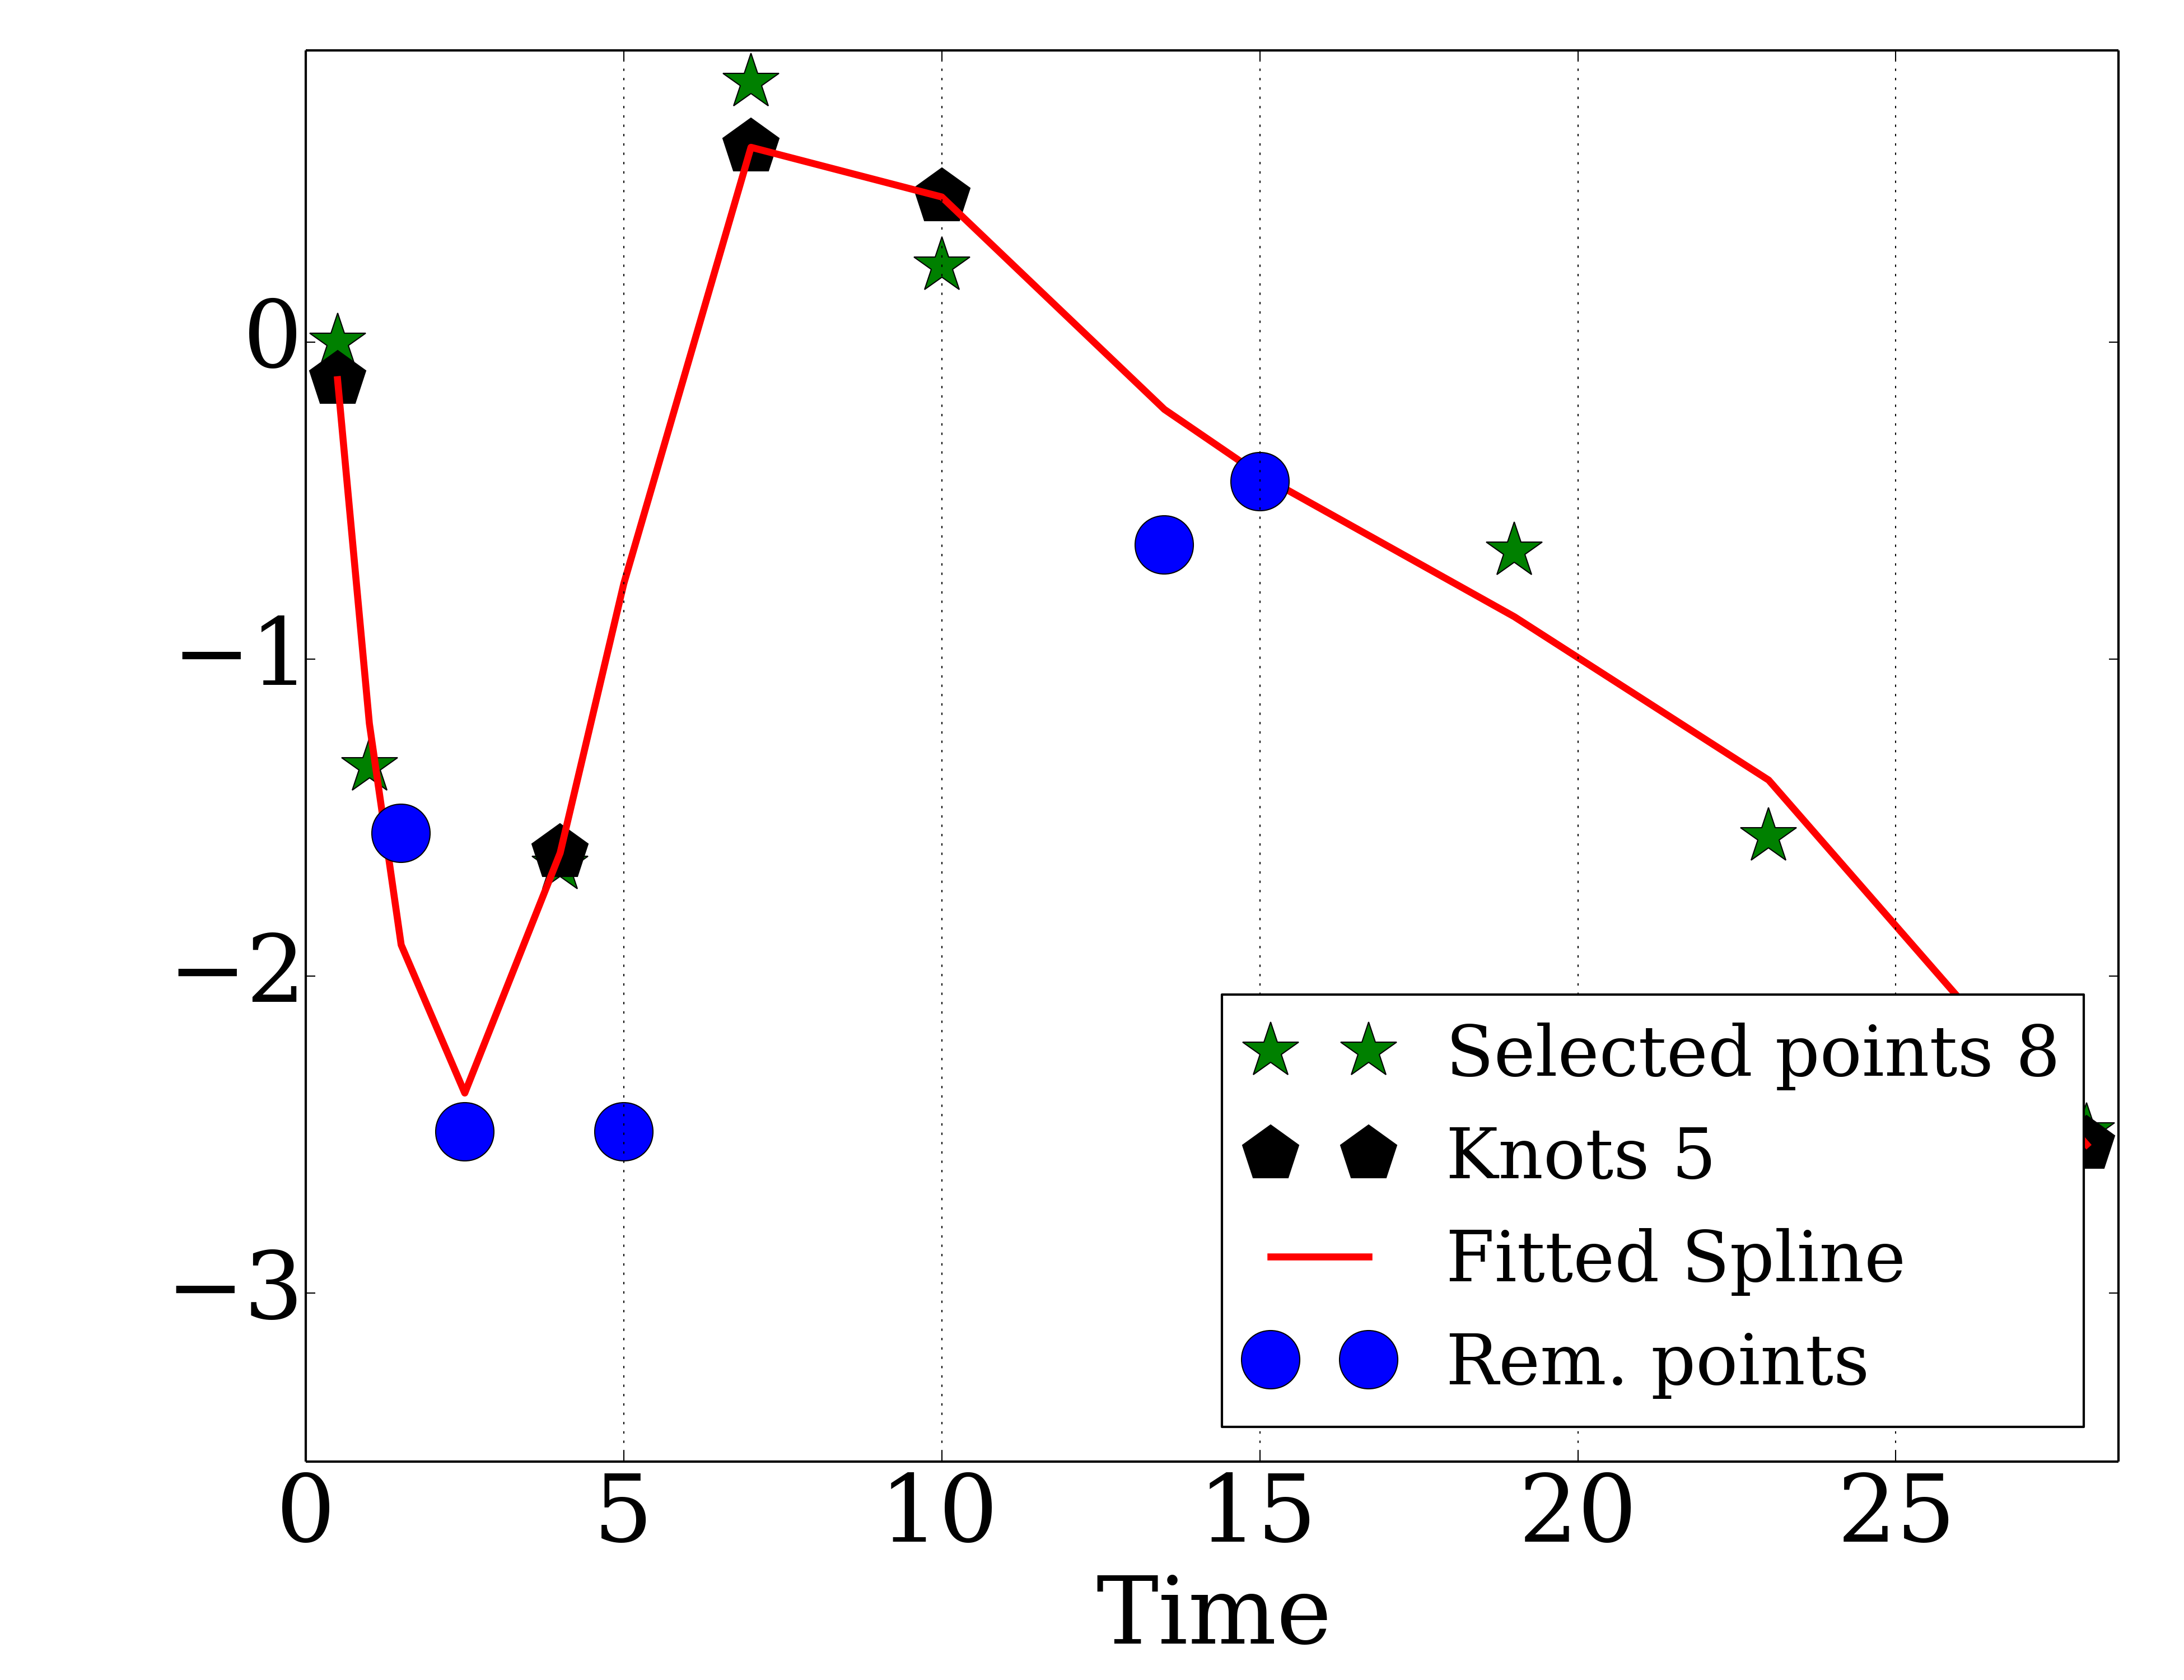 0
−1
−2
−3
0 5 10 15 20 25
Time
Selected points 8
Knots 5
Fitted Spline
Rem. points